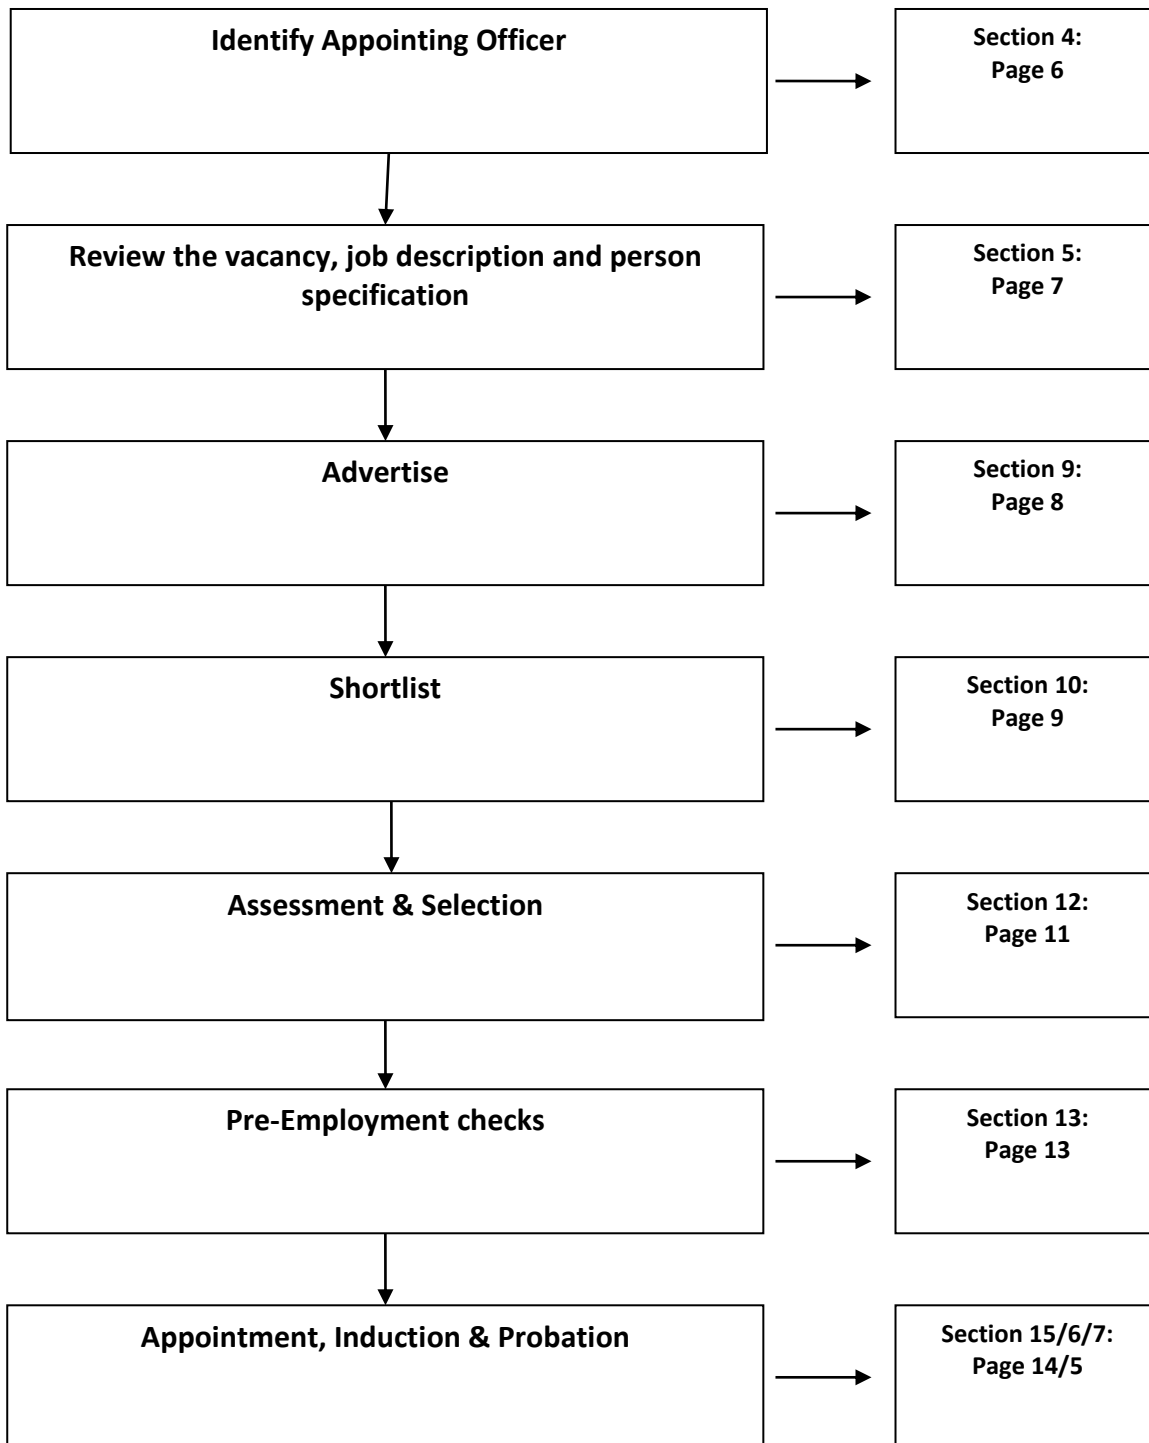 Identify Appointing Officer
Section 4:
Page 6
Review the vacancy, job description and person
specification
Section 5:
Page 7
Advertise
Section 9:
Page 8
Shortlist
Section 10:
Page 9
Assessment & Selection
Section 12:
Page 11
Pre-Employment checks
Section 13:
Page 13
Appointment, Induction & Probation
Section 15/6/7:
Page 14/5